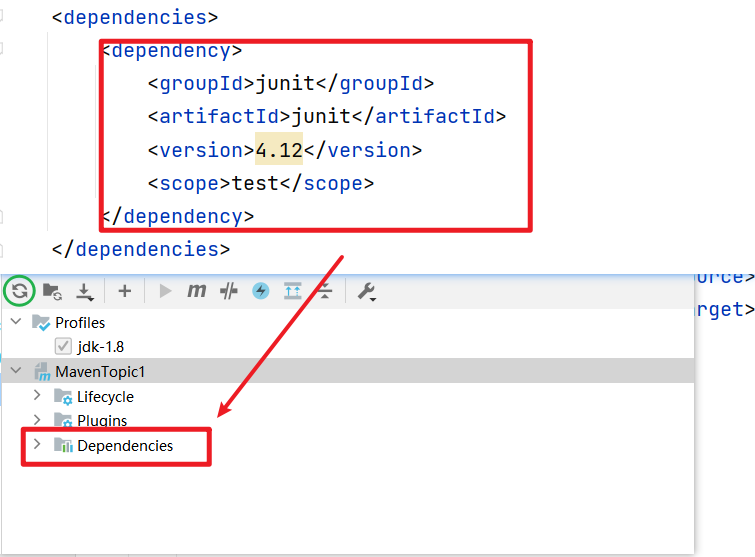 <dependencies>
<dependency>
<groupId>junit</groupId>
<artifactId>junit</artifactId>
<version>4.12</version>
<scope>test</scope>
</dependency>
</dependencies>
ource>
m
rget>
Profiles
jdk-1.8
MavenTopic1
Lifecycle
Plugins
Dependencies